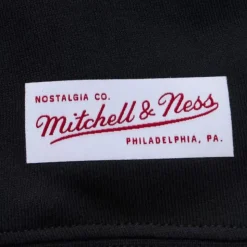 NOSTALGIA CO.
Mitchell & Ness
PHILADELPHIA, PA.